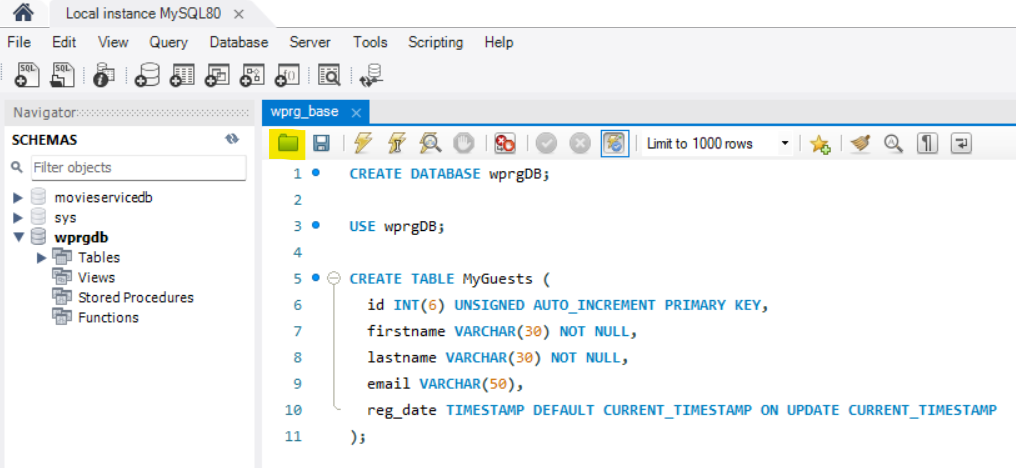 Local instance MySQL80
File Edit View Query Database Server Tools Scripting Help
SQL SQL
Navigator
SCHEMAS
Filter objects
movieservicedb
sys
wprgdb
Tables
Views
Stored Procedures
Functions
wprg_base
Limit to 1000 rows
1 CREATE DATABASE wprgDB;
2
3 USE wprgDB;
4
5 CREATE TABLE MyGuests (
6 id INT(6) UNSIGNED AUTO_INCREMENT PRIMARY KEY,
7 firstname VARCHAR(30) NOT NULL,
8 lastname VARCHAR(30) NOT NULL,
9 email VARCHAR(50),
10 reg_date TIMESTAMP DEFAULT CURRENT_TIMESTAMP ON UPDATE CURRENT_TIMESTAMP
11 );